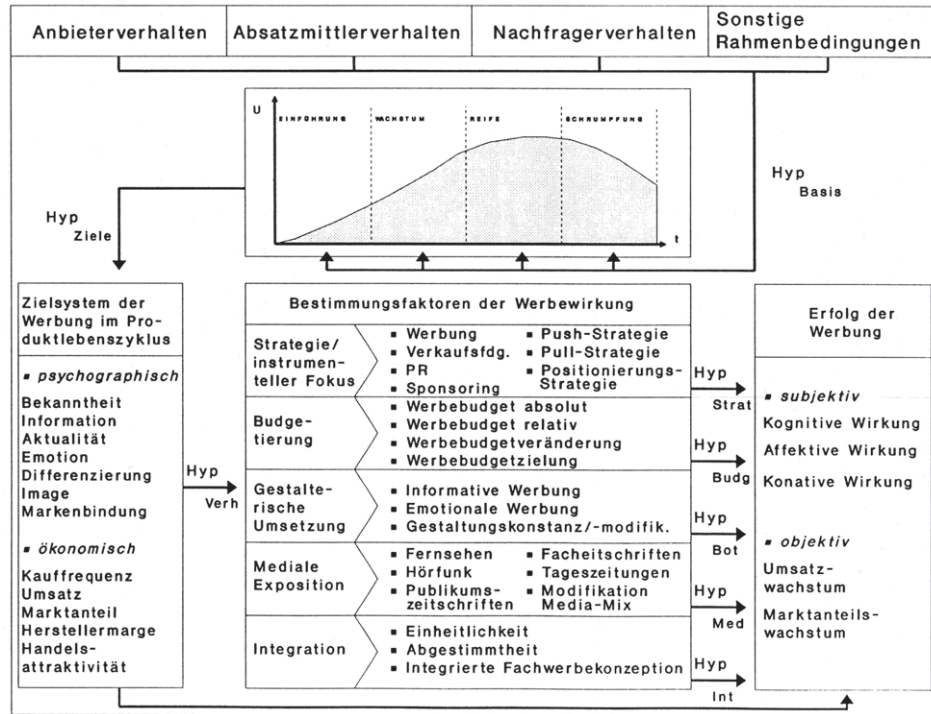 Anbieterverhalten
Absatzmittlerverhalten
Nachfragerverhalten
Sonstige
Rahmenbedingungen
U
EINFÜHRUNG
WACHSTUM
REIFE
SCHRUMPFUNG
t
Hyp
Basis
Hyp
Ziele
Zielsystem der
Werbung im Pro-
duktlebenszyklus
▪ psychographisch
Bekanntheit
Information
Aktualität
Emotion
Differenzierung
Image
Markenbindung
▪ ökonomisch
Kauffrequenz
Umsatz
Marktanteil
Herstellermarge
Handels-
attraktivität
Hyp
Verh
Bestimmungsfaktoren der Werbewirkung
Strategie/
instrumen-
teller Fokus
▪ Werbung
▪ Verkaufsfdg.
▪ PR
▪ Sponsoring
▪ Push-Strategie
▪ Pull-Strategie
▪ Positionierungs-
Strategie
Budge-
tierung
▪ Werbebudget absolut
▪ Werbebudget relativ
▪ Werbebudgetveränderung
▪ Werbebudgetzielung
Gestalte-
rische
Umsetzung
▪ Informative Werbung
▪ Emotionale Werbung
▪ Gestaltungskonstanz/-modifik.
Mediale
Exposition
▪ Fernsehen
▪ Hörfunk
▪ Publikums-
zeitschriften
▪ Facheitschriften
▪ Tageszeitungen
▪ Modifikation
Media-Mix
Integration
▪ Einheitlichkeit
▪ Abgestimmtheit
▪ Integrierte Fachwerbekonzeption
Hyp
Strat
Hyp
Budg
Hyp
Bot
Hyp
Med
Hyp
Int
Erfolg der
Werbung
▪ subjektiv
Kognitive Wirkung
Affektive Wirkung
Konative Wirkung
▪ objektiv
Umsatz-
wachstum
Marktanteils-
wachstum